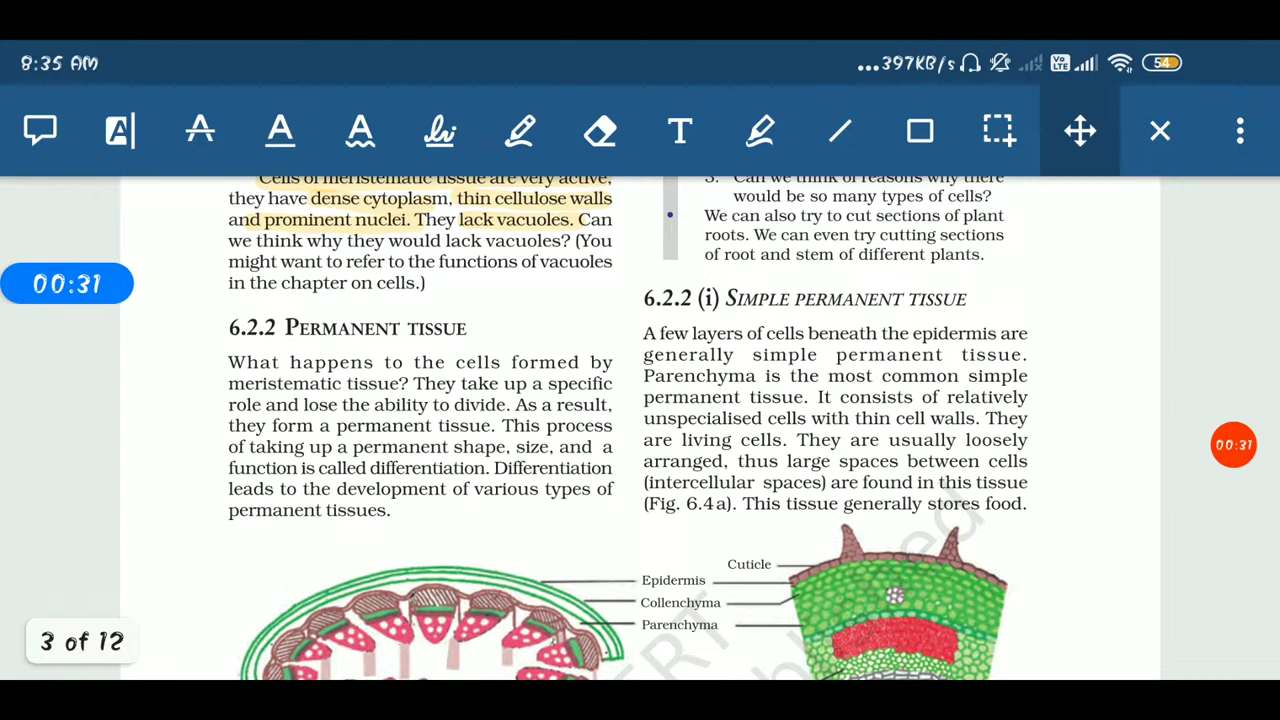 8:35 AM
...397KB/s
Vo
LTE
54
A
A
A
A
T
Cells of meristematic tissue are very active,
they have dense cytoplasm, thin cellulose walls
and prominent nuclei. They lack vacuoles. Can
we think why they would lack vacuoles? (You
might want to refer to the functions of vacuoles
in the chapter on cells.)
00:31
6.2.2 PERMANENT TISSUE
What happens to the cells formed by
meristematic tissue? They take up a specific
role and lose the ability to divide. As a result,
they form a permanent tissue. This process
of taking up a permanent shape, size, and a
function is called differentiation. Differentiation
leads to the development of various types of
permanent tissues.
3. Can we think of reasons why there
would be so many types of cells?
• We can also try to cut sections of plant
roots. We can even try cutting sections
of root and stem of different plants.
6.2.2 (i) SIMPLE PERMANENT TISSUE
A few layers of cells beneath the epidermis are
generally simple permanent tissue.
Parenchyma is the most common simple
permanent tissue. It consists of relatively
unspecialised cells with thin cell walls. They
are living cells. They are usually loosely
arranged, thus large spaces between cells
(intercellular spaces) are found in this tissue
(Fig. 6.4 a). This tissue generally stores food.
00:31
Cuticle
Epidermis
Collenchyma
Parenchyma
3 of 12